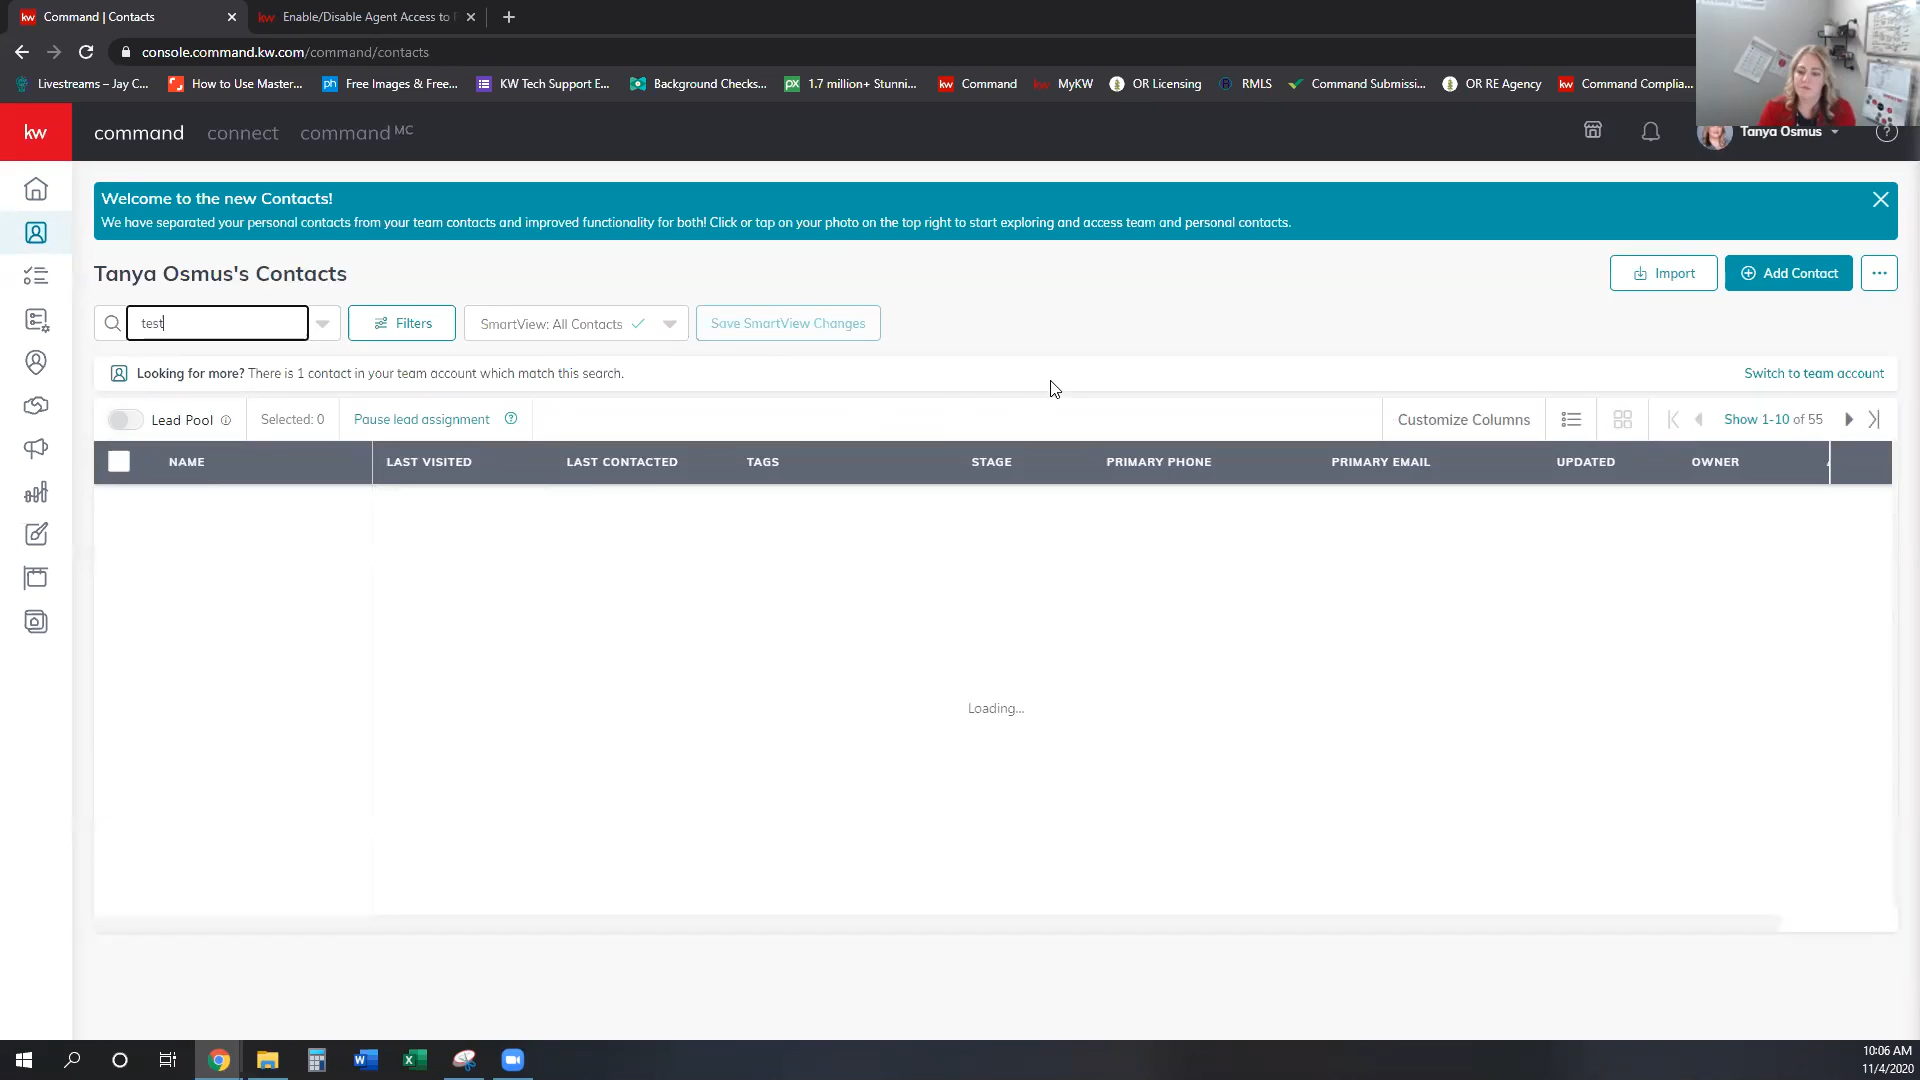 kw Command | Contacts
kw Enable/Disable Agent Access to
console.command.kw.com/command/contacts
Livestreams – Jay C...
How to Use Master...
ph Free Images & Free...
KW Tech Support E...
Background Checks...
px 1.7 million+ Stunni...
kw Command
kw MyKW
OR Licensing
RMLS
Command Submissi...
OR RE Agency
kw Command Complia...
kw command connect command MC
Tanya Osmus
Welcome to the new Contacts!
We have separated your personal contacts from your team contacts and improved functionality for both! Click or tap on your photo on the top right to start exploring and access team and personal contacts.
Tanya Osmus's Contacts
Import
Add Contact
test
Filters
SmartView: All Contacts
Save SmartView Changes
Looking for more? There is 1 contact in your team account which match this search.
Switch to team account
Lead Pool
Selected: 0
Pause lead assignment
Customize Columns
Show 1-10 of 55
NAME LAST VISITED LAST CONTACTED TAGS STAGE PRIMARY PHONE PRIMARY EMAIL UPDATED OWNER
Loading...
10:06 AM
11/4/2020